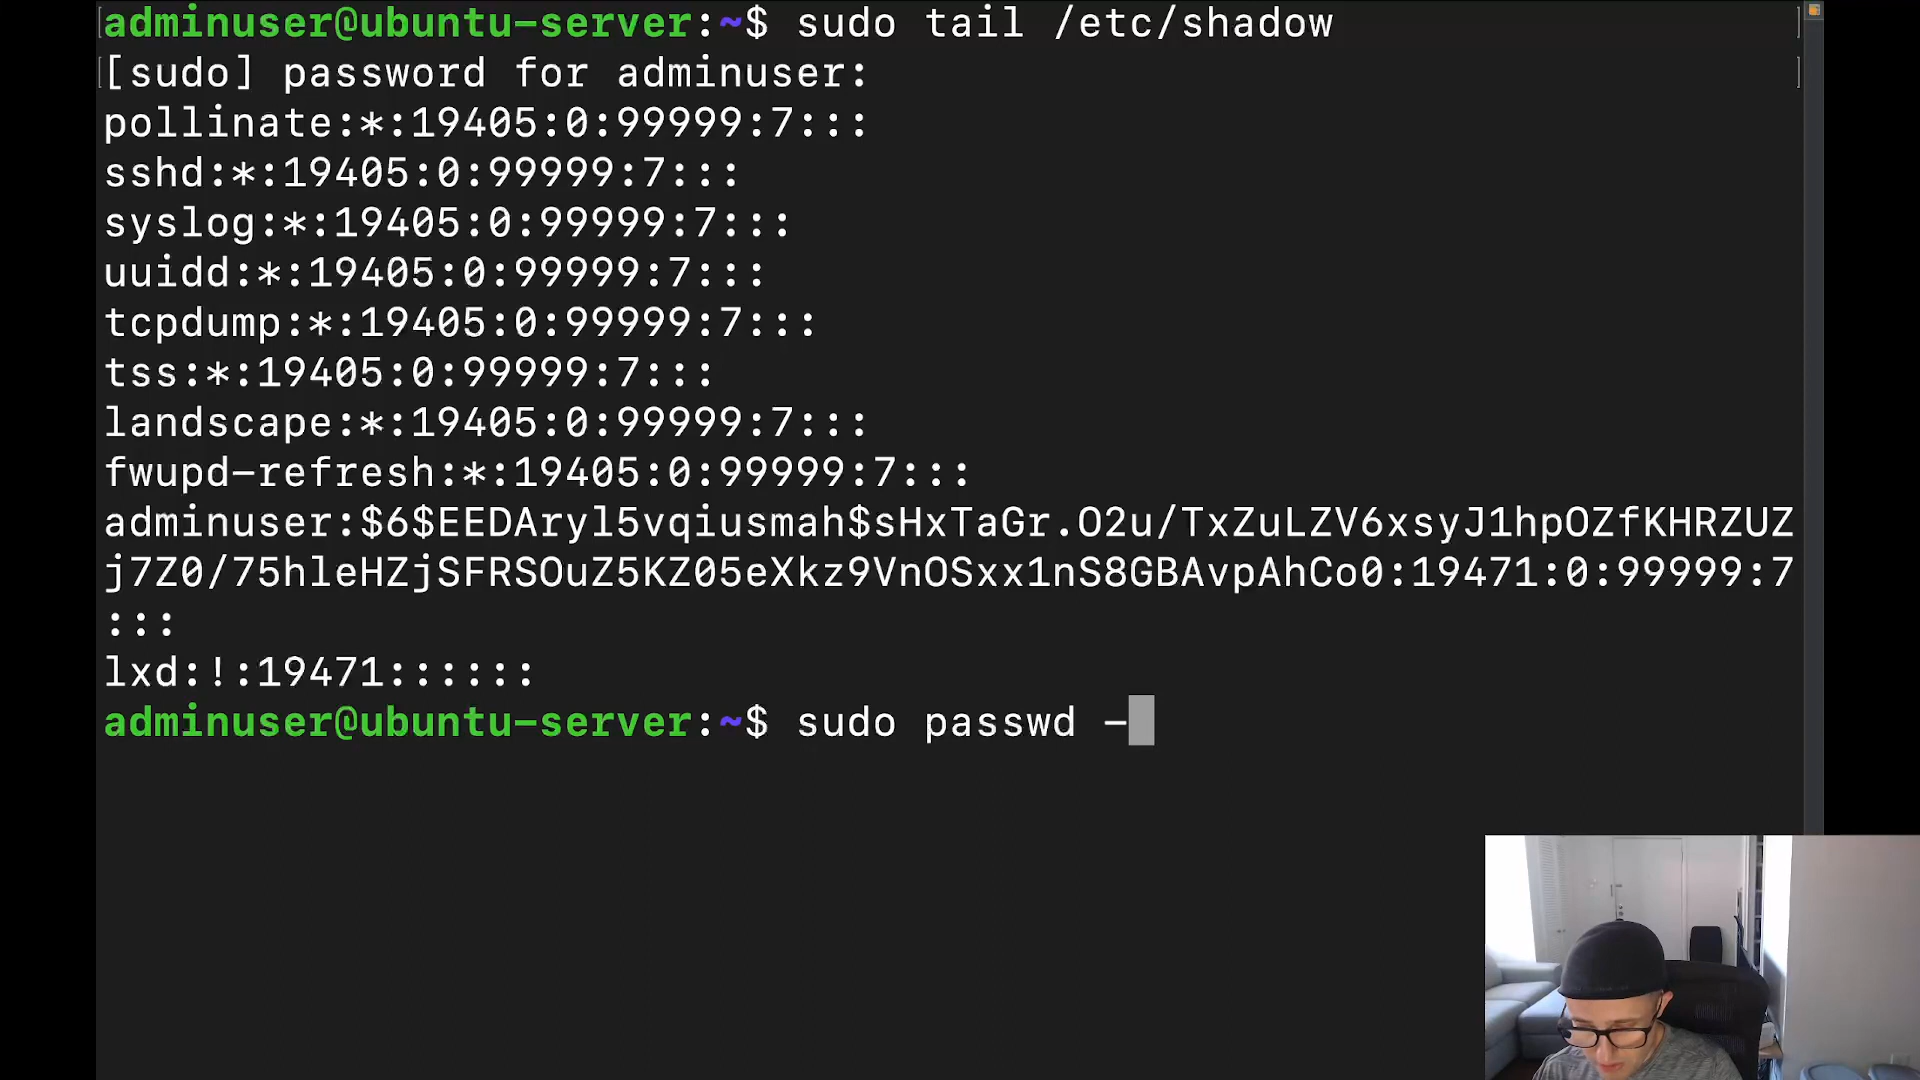 adminuser@ubuntu-server:~$ sudo tail /etc/shadow
[sudo] password for adminuser:
pollinate:*:19405:0:99999:7:::
sshd:*:19405:0:99999:7:::
syslog:*:19405:0:99999:7:::
uuidd:*:19405:0:99999:7:::
tcpdump:*:19405:0:99999:7:::
tss:*:19405:0:99999:7:::
landscape:*:19405:0:99999:7:::
fwupd-refresh:*:19405:0:99999:7:::
adminuser:$6$EEDAryl5vqiusmah$sHxTaGr.O2u/TxZuLZV6xsyJ1hpOZfKHRZUZ
j7Z0/75hleHZjSFRSOuZ5KZ05eXkz9VnOSxx1nS8GBAvpAhCo0:19471:0:99999:7
:::
lxd:!:19471::::::
adminuser@ubuntu-server:~$ sudo passwd -